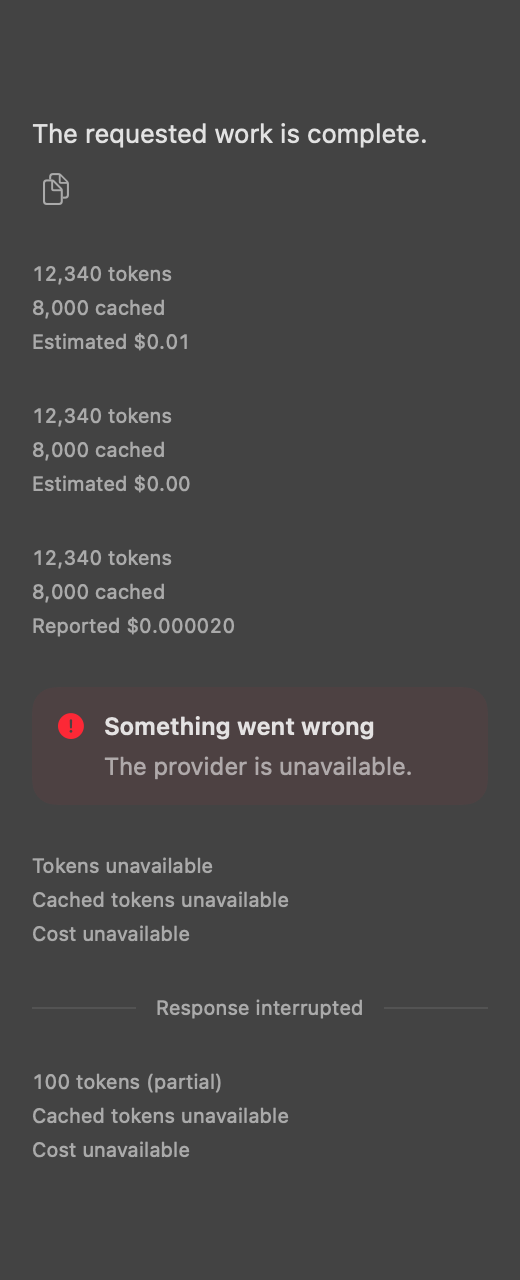 The requested work is complete.
12,340 tokens
8,000 cached
Estimated $0.01
12,340 tokens
8,000 cached
Estimated $0.00
12,340 tokens
8,000 cached
Reported $0.000020
Something went wrong
The provider is unavailable.
Tokens unavailable
Cached tokens unavailable
Cost unavailable
Response interrupted
100 tokens (partial)
Cached tokens unavailable
Cost unavailable